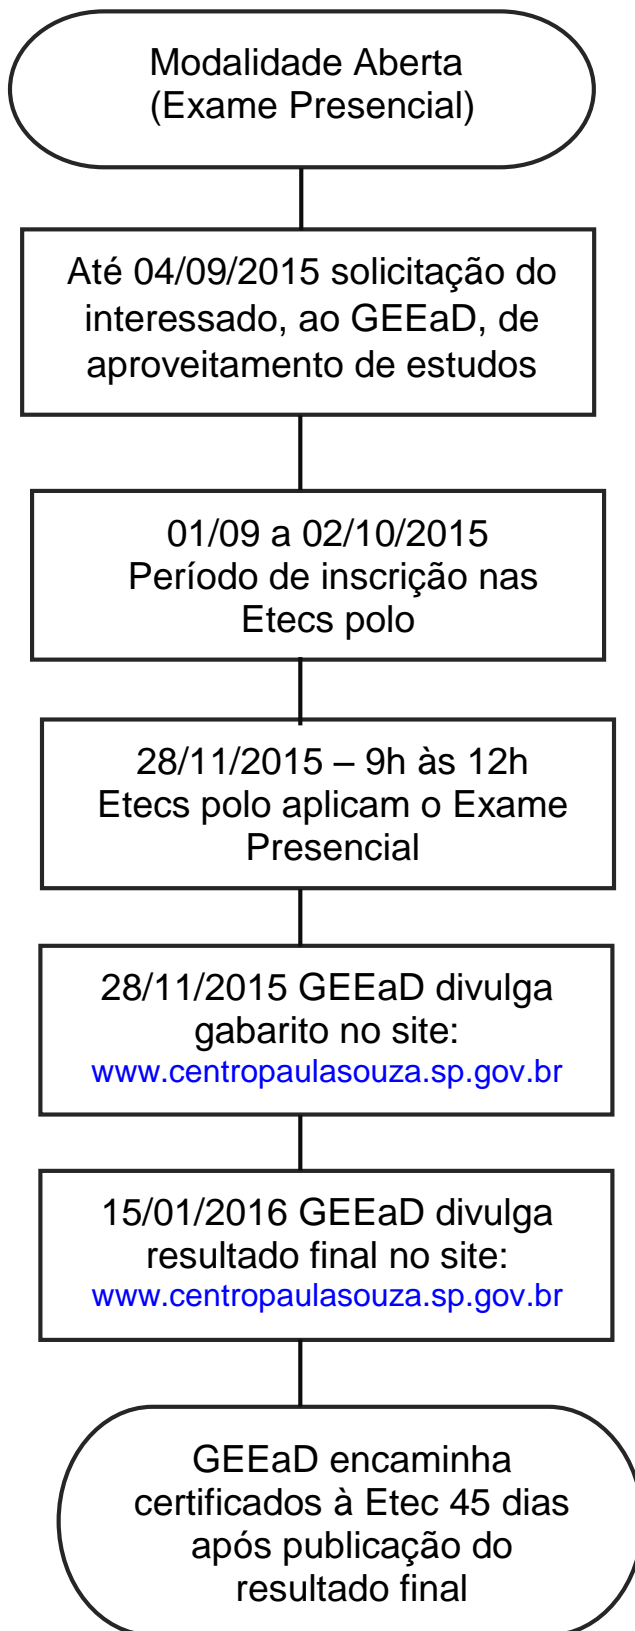 Modalidade Aberta
(Exame Presencial)
Até 04/09/2015 solicitação do
interessado, ao GEEaD, de
aproveitamento de estudos
01/09 a 02/10/2015
Período de inscrição nas
Etecs polo
28/11/2015 – 9h às 12h
Etecs polo aplicam o Exame
Presencial
28/11/2015 GEEaD divulga
gabarito no site:
www.centropaulasouza.sp.gov.br
15/01/2016 GEEaD divulga
resultado final no site:
www.centropaulasouza.sp.gov.br
GEEaD encaminha
certificados à Etec 45 dias
após publicação do
resultado final